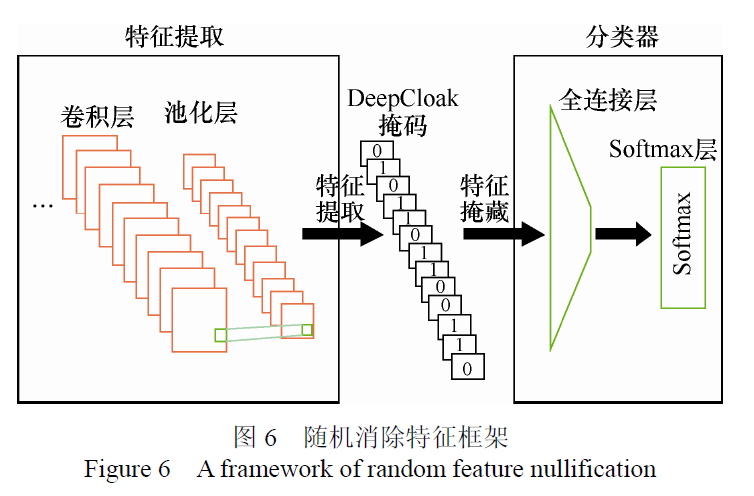 特征提取
分类器
卷积层
池化层
DeepCloak
掩码
全连接层
Softmax层
...
特征
提取
特征
掩藏
0
1
0
1
1
0
1
1
0
0
1
1
0
Softmax
图 6 随机消除特征框架
Figure 6 A framework of random feature nullification